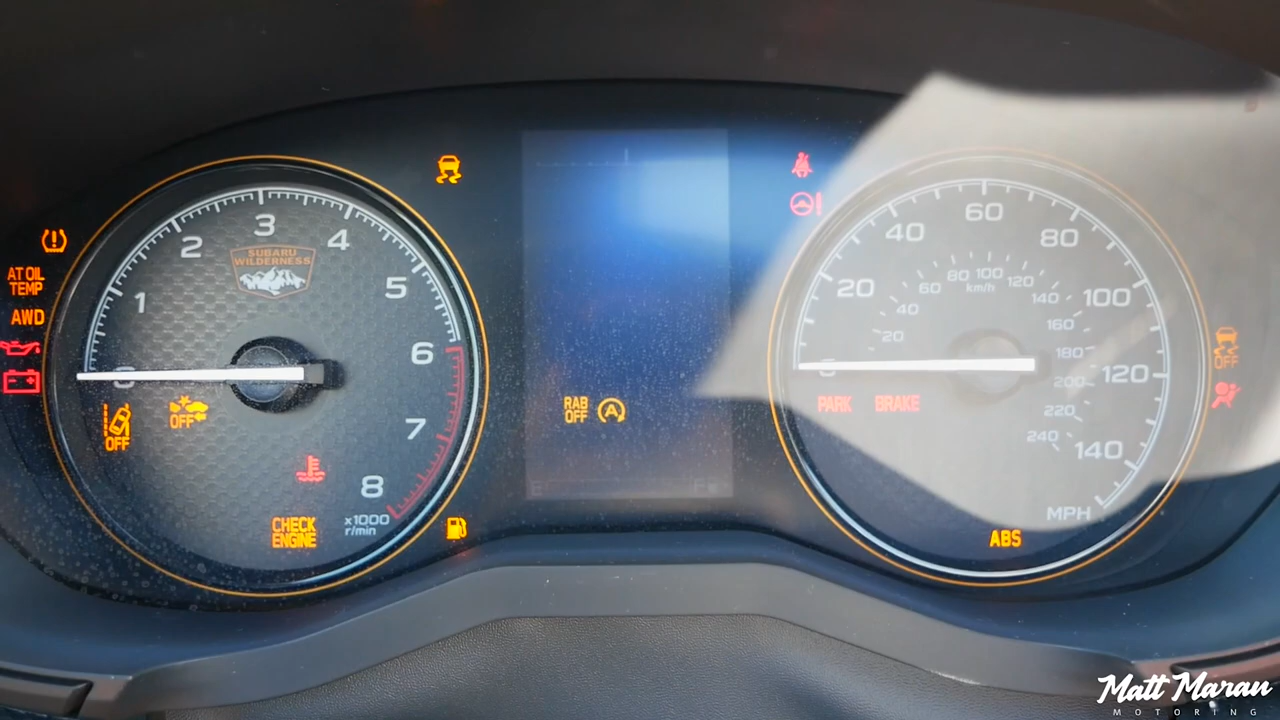 AT OIL
TEMP
AWD
0
1
2
3
4
5
6
7
8
x1000
r/min
SUBARU
WILDERNESS
OFF
OFF
CHECK
ENGINE
RAB
OFF
A
20
40
60
80
100
120
140
MPH
20
40
60
80
100
120
140
160
180
200
220
240
km/h
PARK
BRAKE
ABS
OFF
Matt Maran
MOTORING